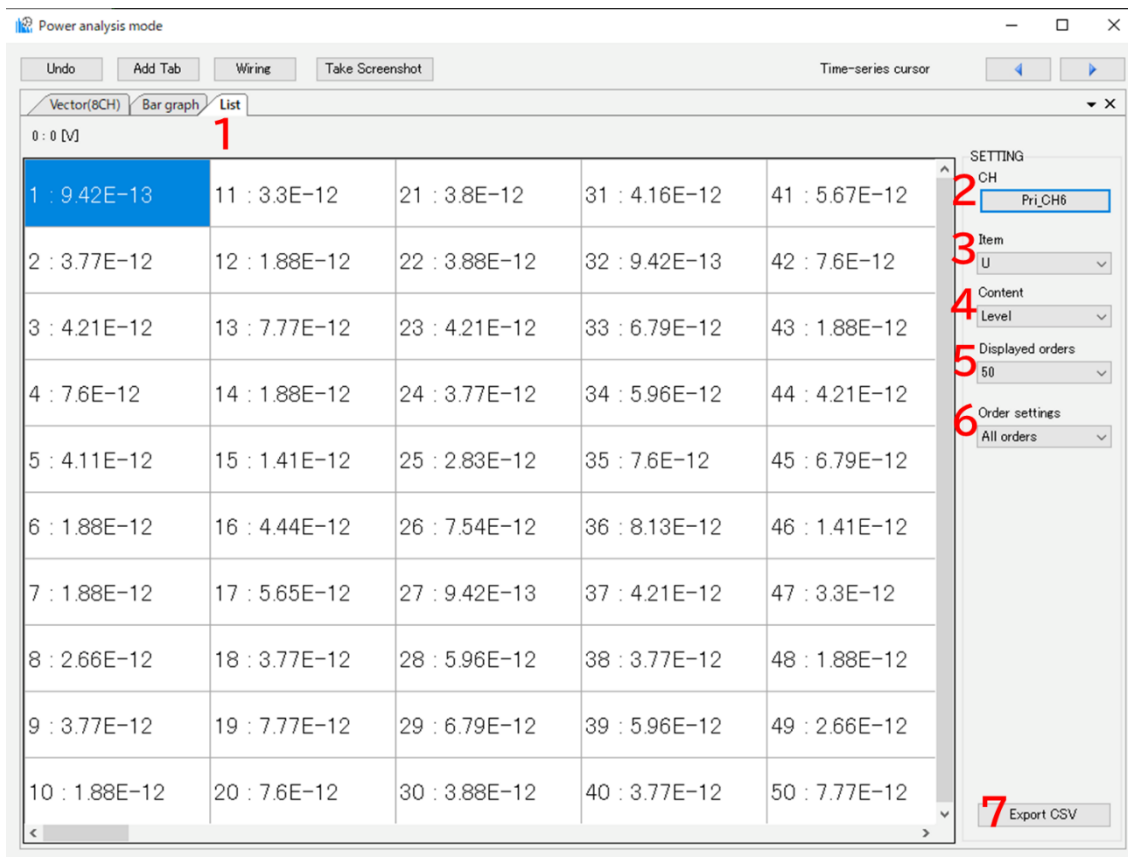 Power analysis mode
Undo Add Tab Wiring Take Screenshot Time-series cursor
Vector(8CH) Bar graph List
1
0 : 0 [V]
SETTING
CH
2 Pri_CH6
Item
3 U
Content
4 Level
Displayed orders
5 50
Order settings
6 All orders
1 : 9.42E-13 11 : 3.3E-12 21 : 3.8E-12 31 : 4.16E-12 41 : 5.67E-12
2 : 3.77E-12 12 : 1.88E-12 22 : 3.88E-12 32 : 9.42E-13 42 : 7.6E-12
3 : 4.21E-12 13 : 7.77E-12 23 : 4.21E-12 33 : 6.79E-12 43 : 1.88E-12
4 : 7.6E-12 14 : 1.88E-12 24 : 3.77E-12 34 : 5.96E-12 44 : 4.21E-12
5 : 4.11E-12 15 : 1.41E-12 25 : 2.83E-12 35 : 7.6E-12 45 : 6.79E-12
6 : 1.88E-12 16 : 4.44E-12 26 : 7.54E-12 36 : 8.13E-12 46 : 1.41E-12
7 : 1.88E-12 17 : 5.65E-12 27 : 9.42E-13 37 : 4.21E-12 47 : 3.3E-12
8 : 2.66E-12 18 : 3.77E-12 28 : 5.96E-12 38 : 3.77E-12 48 : 1.88E-12
9 : 3.77E-12 19 : 7.77E-12 29 : 6.79E-12 39 : 5.96E-12 49 : 2.66E-12
10 : 1.88E-12 20 : 7.6E-12 30 : 3.88E-12 40 : 3.77E-12 50 : 7.77E-12
7 Export CSV